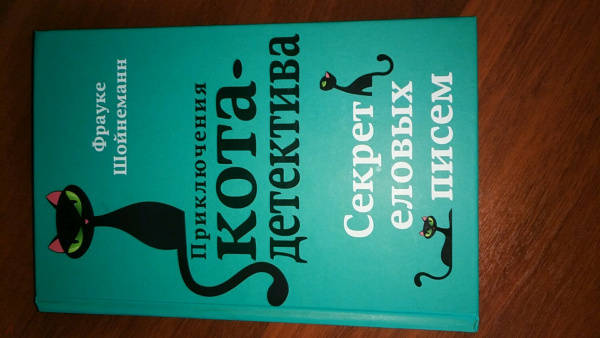 Фрауке
Шойнеманн
Приключения
кота-
детектива
Секрет
еловых
писем